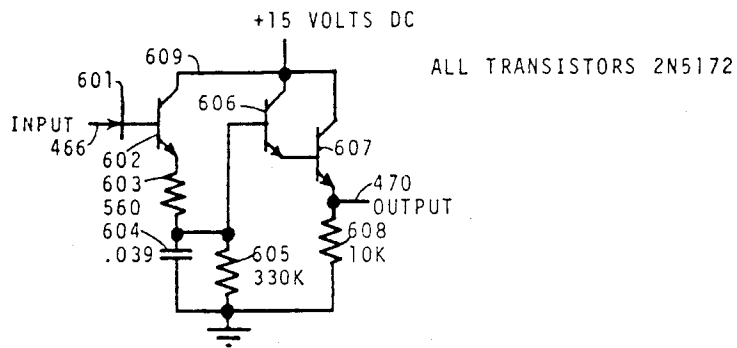 +15 VOLTS DC
609
ALL TRANSISTORS 2N5172
601
606
INPUT
466
607
602
603
560
470
OUTPUT
604
.039
605
330K
608
10K